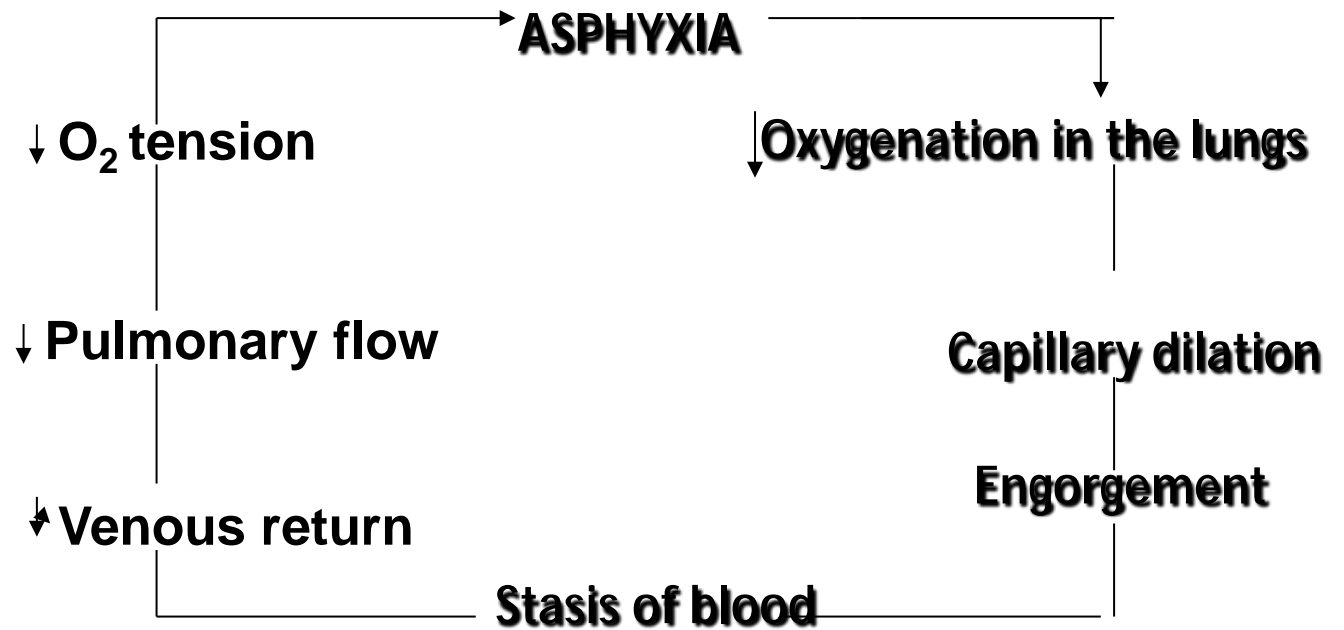 ASPHYXIA
↓ O₂ tension
↓ Oxygenation in the lungs
↓ Pulmonary flow
Capillary dilation
Engorgement
↓ Venous return
Stasis of blood